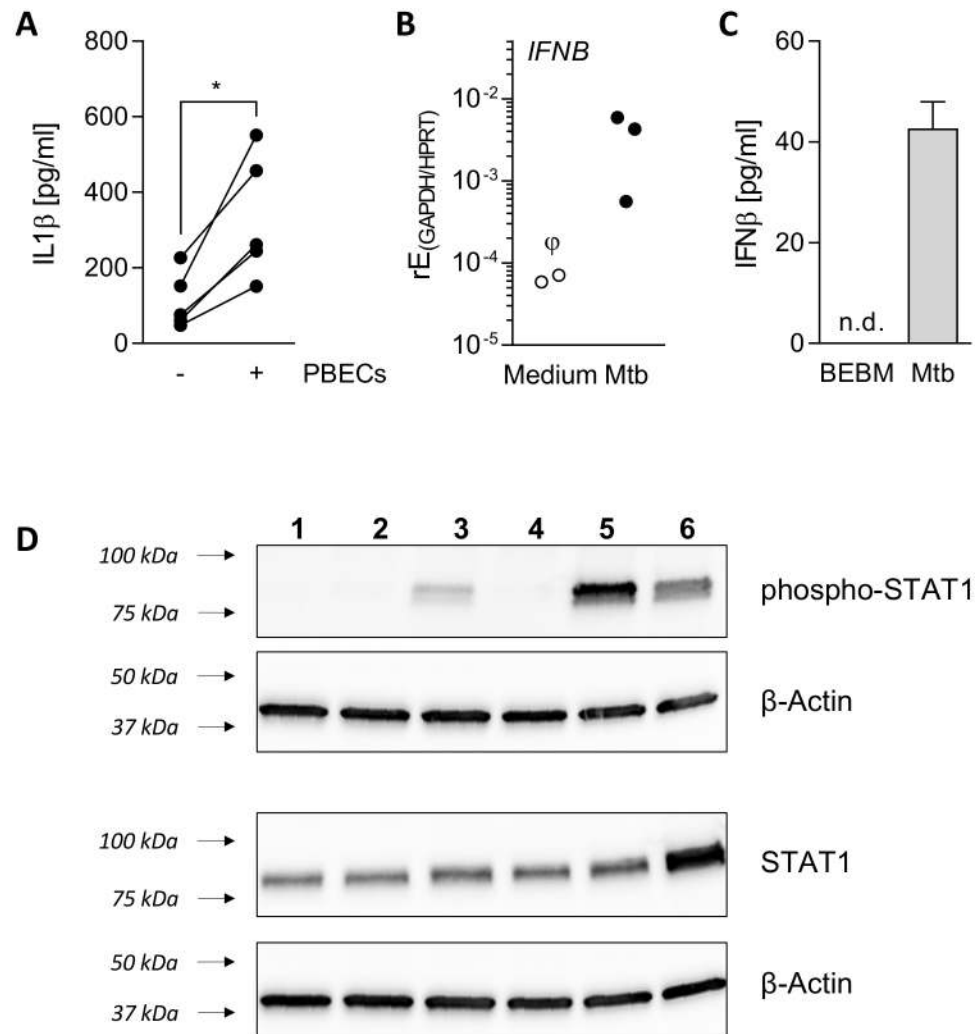 A
800
600
400
200
0
IL1β [pg/ml]
*
- + PBECs
B
IFNB
10⁻²
10⁻³
10⁻⁴
10⁻⁵
rE(GAPDH/HPRT)
φ
Medium Mtb
C
60
40
20
0
IFNβ [pg/ml]
n.d.
BEBM Mtb
D
1 2 3 4 5 6
100 kDa
75 kDa
phospho-STAT1
50 kDa
37 kDa
β-Actin
100 kDa
75 kDa
STAT1
50 kDa
37 kDa
β-Actin